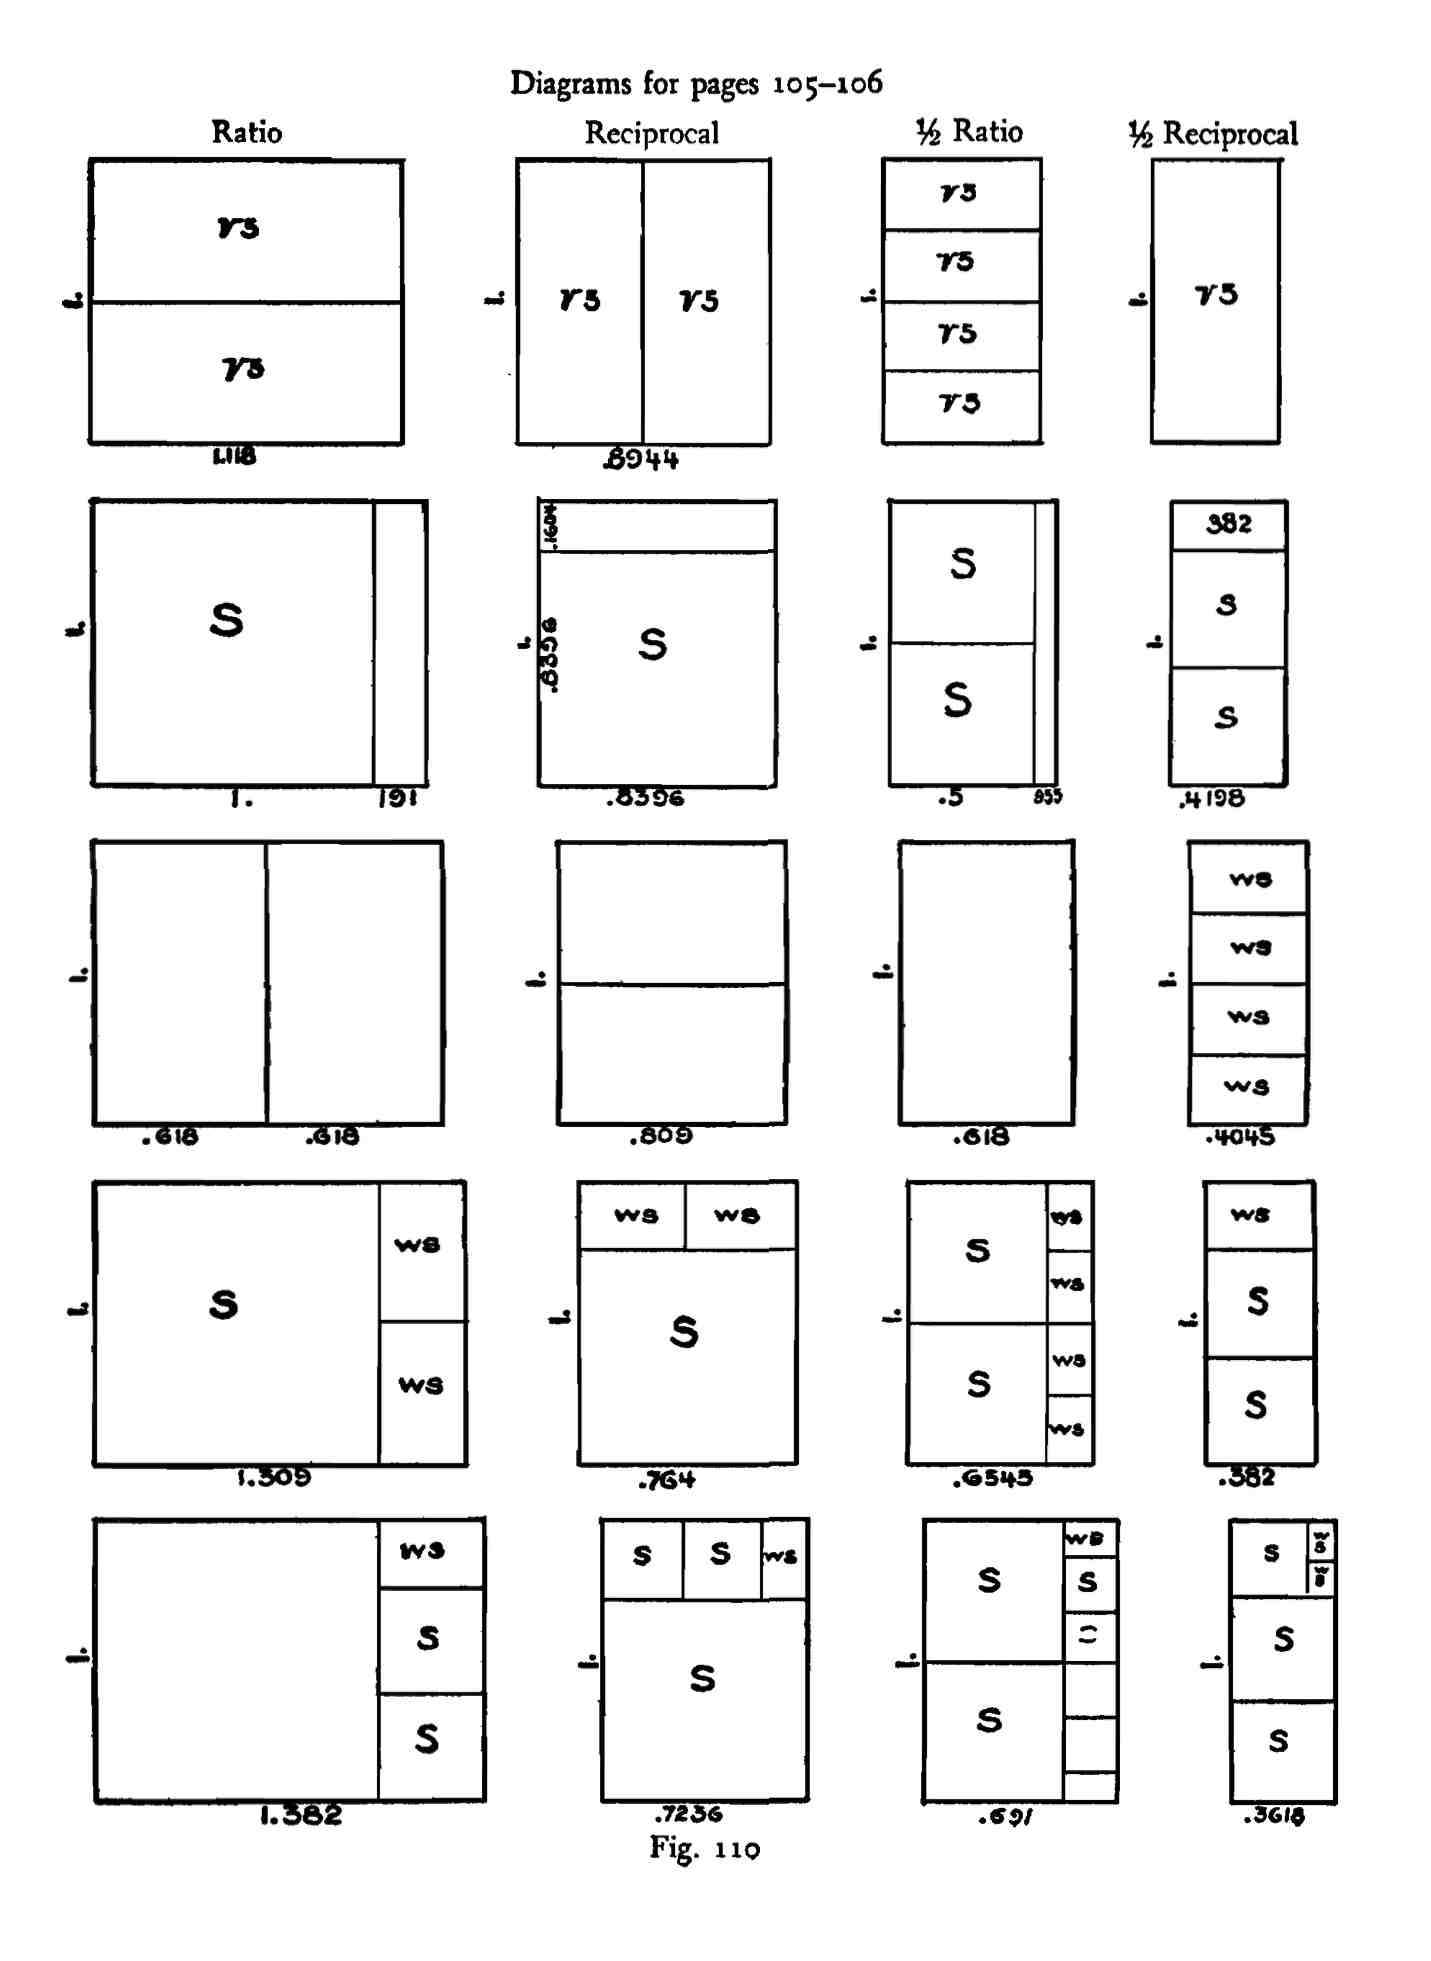 Diagrams for pages 105–106
Ratio Reciprocal ½ Ratio ½ Reciprocal
r5 r5 r5 r5 r5 r5 r5 r5 r5
1. 1. 1. 1.
1.118 .8944
S .1604 S S 382
1. 1. .8396 S 1. S 1. S
1. 191 .8396 .5 955 .4198
ws
ws
1. 1. 1. 1.
ws
ws
.618 .618 .809 .618 .4045
ws ws ws S ws ws
1. S 1. S 1. ws 1. S
ws S ws ws S
1.309 .764 .6545 .382
ws S S ws S ws S ws ws
S S S S
1. 1. 1. 1.
S S S
1.382 .7236 .691 .3618
Fig. 110